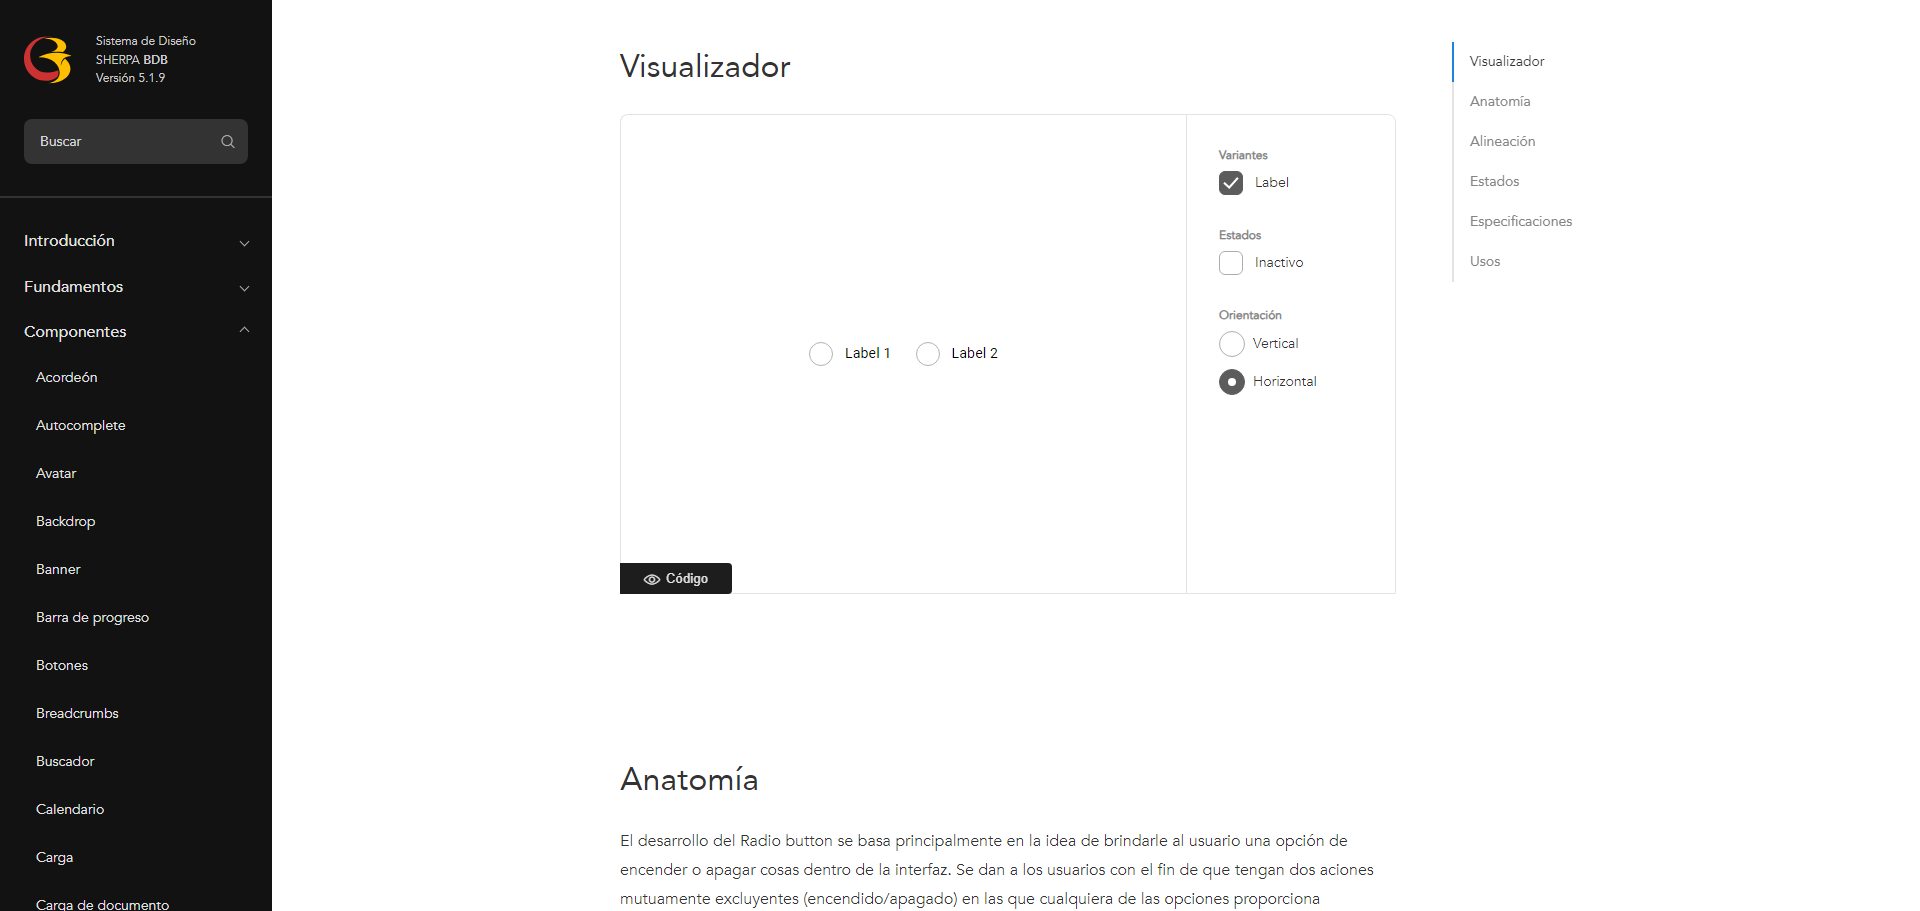 Sistema de Diseño
SHERPA BDB
Versión 5.1.9
Buscar
Introducción
Fundamentos
Componentes
Acordeón
Autocomplete
Avatar
Backdrop
Banner
Barra de progreso
Botones
Breadcrumbs
Buscador
Calendario
Carga
Carga de documento
Visualizador
Label 1
Label 2
Código
Variantes
Label
Estados
Inactivo
Orientación
Vertical
Horizontal
Anatomía
El desarrollo del Radio button se basa principalmente en la idea de brindarle al usuario una opción de
encender o apagar cosas dentro de la interfaz. Se dan a los usuarios con el fin de que tengan dos aciones
mutuamente excluyentes (encendido/apagado) en las que cualquiera de las opciones proporciona
Visualizador
Anatomía
Alineación
Estados
Especificaciones
Usos